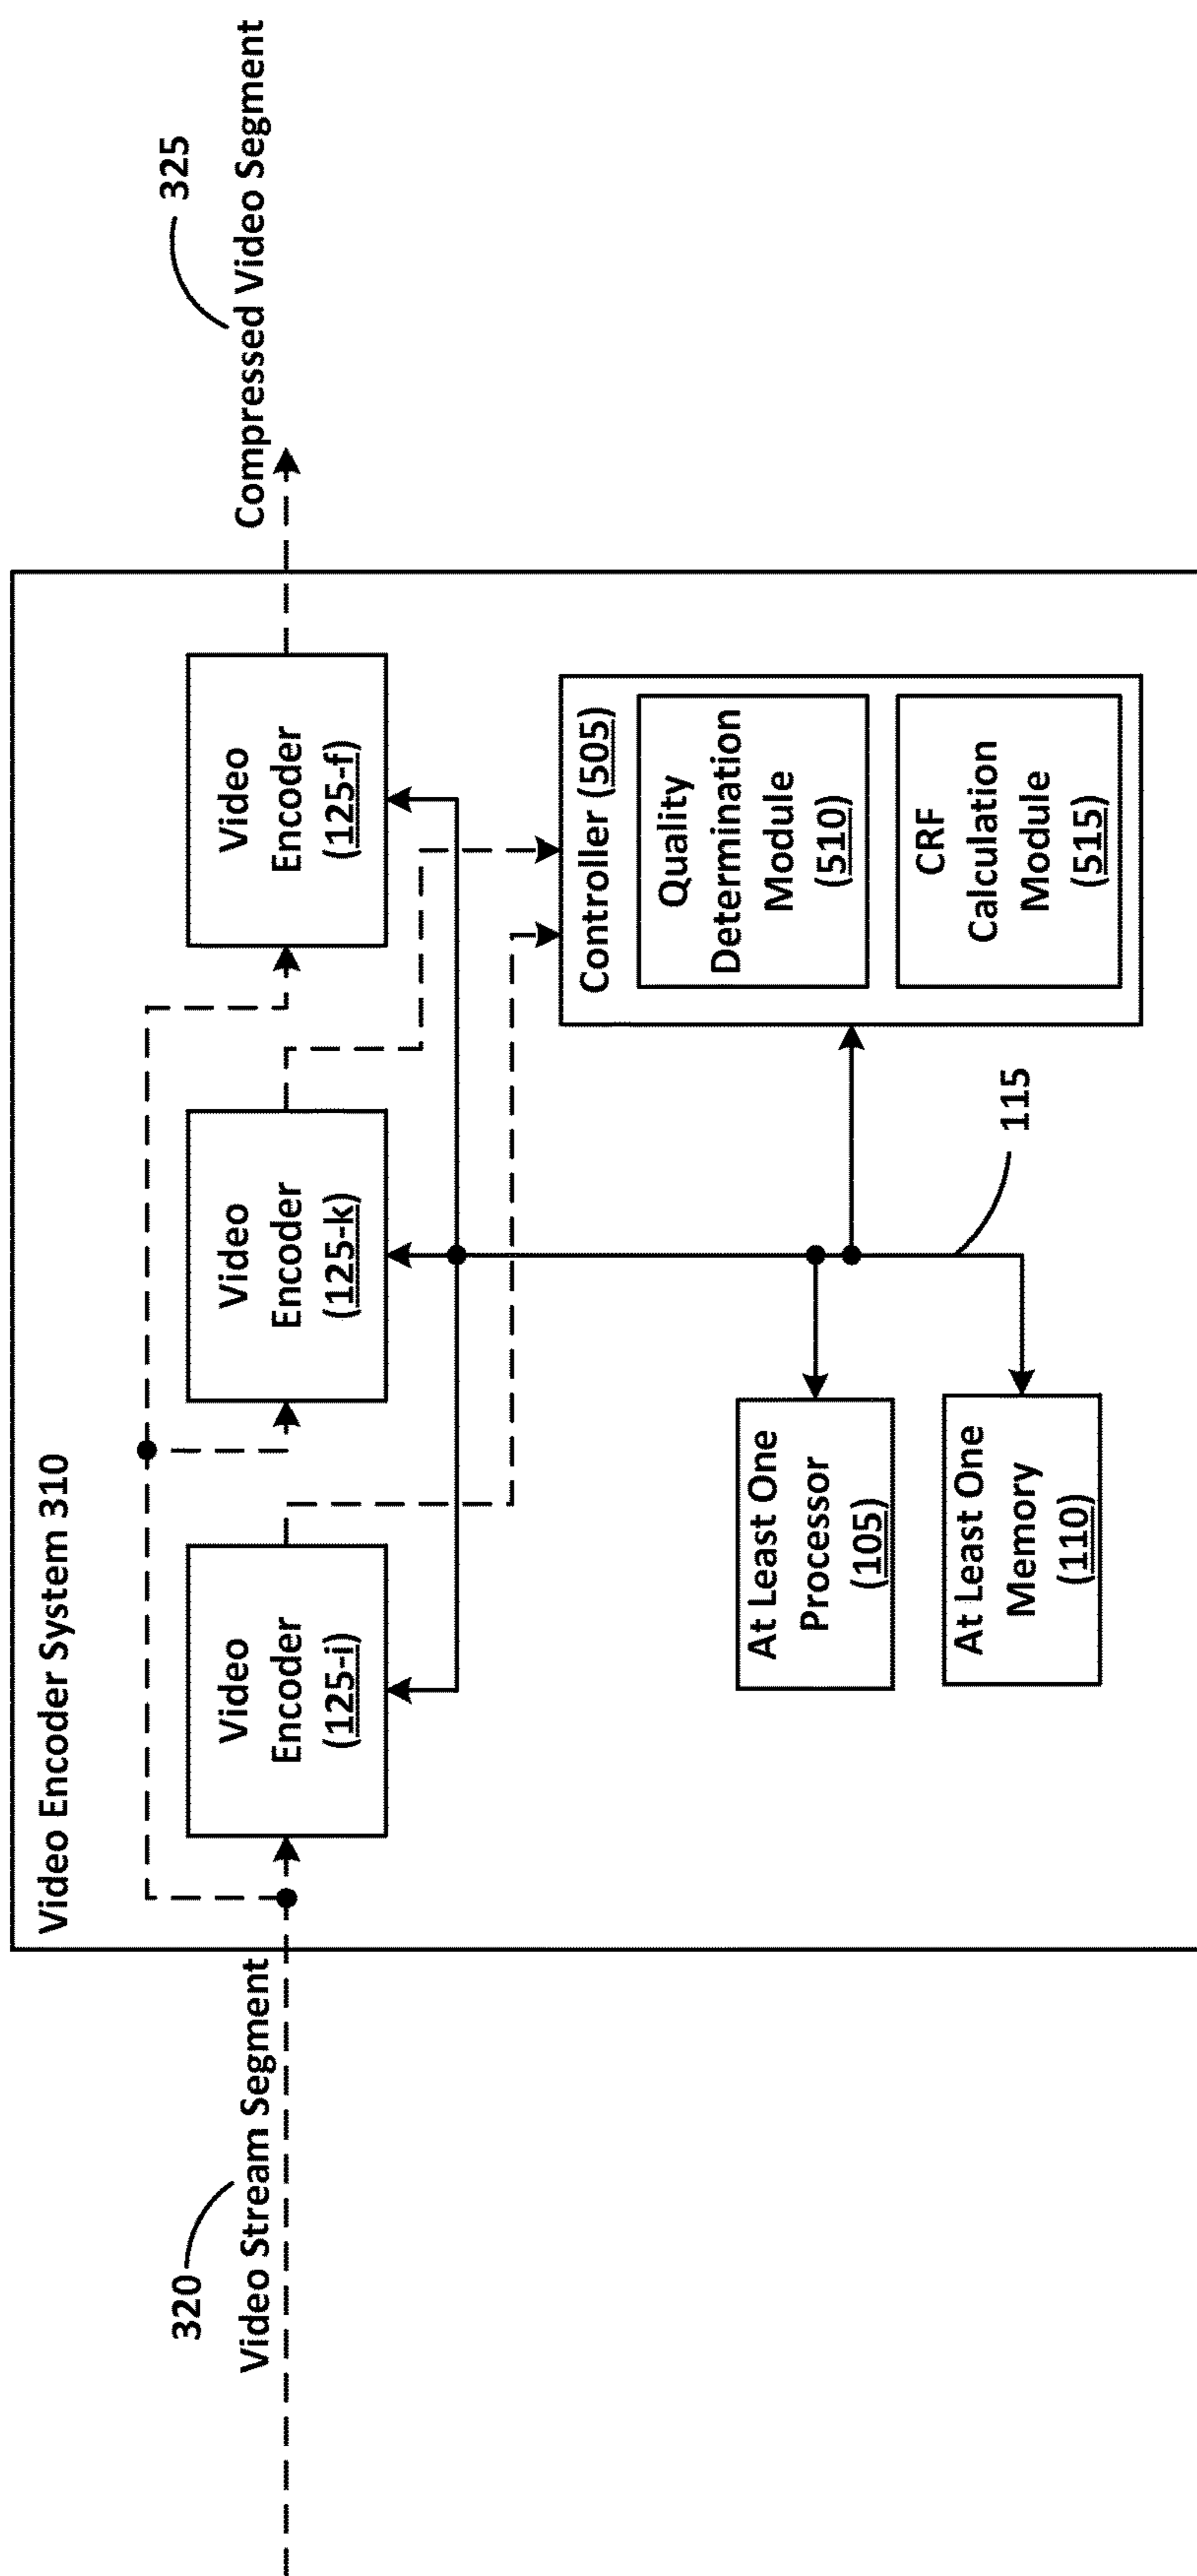 Video Encoder System 310
320
Video Stream Segment
325
Compressed Video Segment
Video
Encoder
(125-i)
Video
Encoder
(125-k)
Video
Encoder
(125-f)
Controller (505)
Quality
Determination
Module
(510)
CRF
Calculation
Module
(515)
At Least One
Processor
(105)
At Least One
Memory
(110)
115